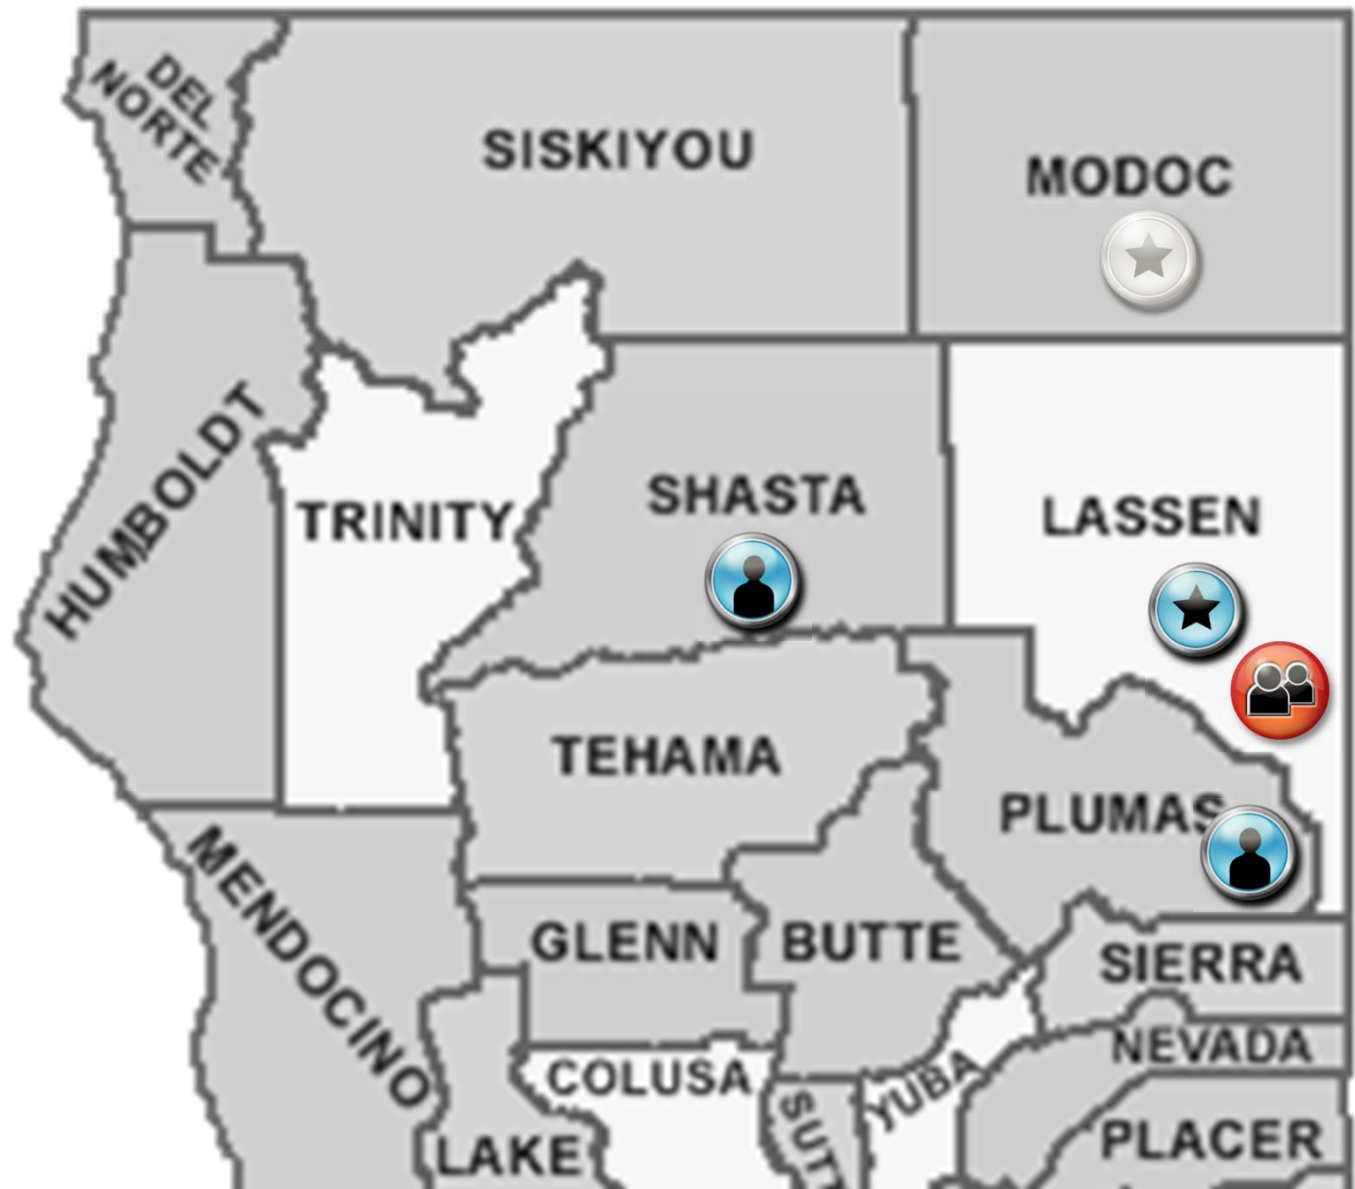 DEL
NORTE
SISKIYOU
MODOC
HUMBOLDT
TRINITY
SHASTA
LASSEN
TEHAMA
PLUMAS
MENDOCINO
GLENN
BUTTE
SIERRA
COLUSA
YUBA
NEVADA
SUTT
LAKE
PLACER